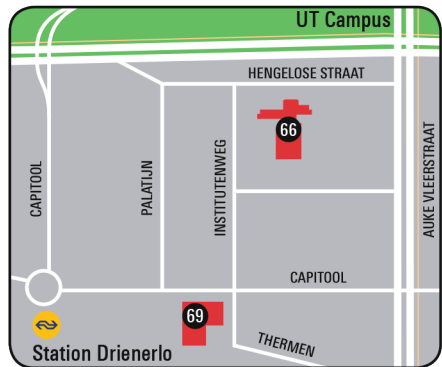 UT Campus
HENGELOSE STRAAT
66
CAPITOOL
PALATIJN
INSTITUTENWEG
AUKE VLEERSTRAAT
CAPITOOL
69
THERMEN
Station Drienerlo